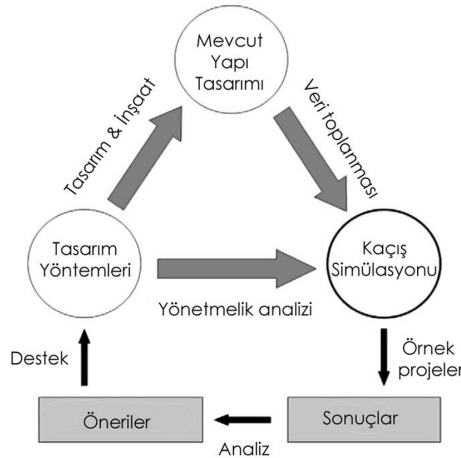 Mevcut
Yapı
Tasarımı
Tasarım & İnşaat
Veri toplanması
Tasarım
Yöntemleri
Kaçış
Simülasyonu
Yönetmelik analizi
Destek
Örnek
projeler
Öneriler
Sonuçlar
Analiz